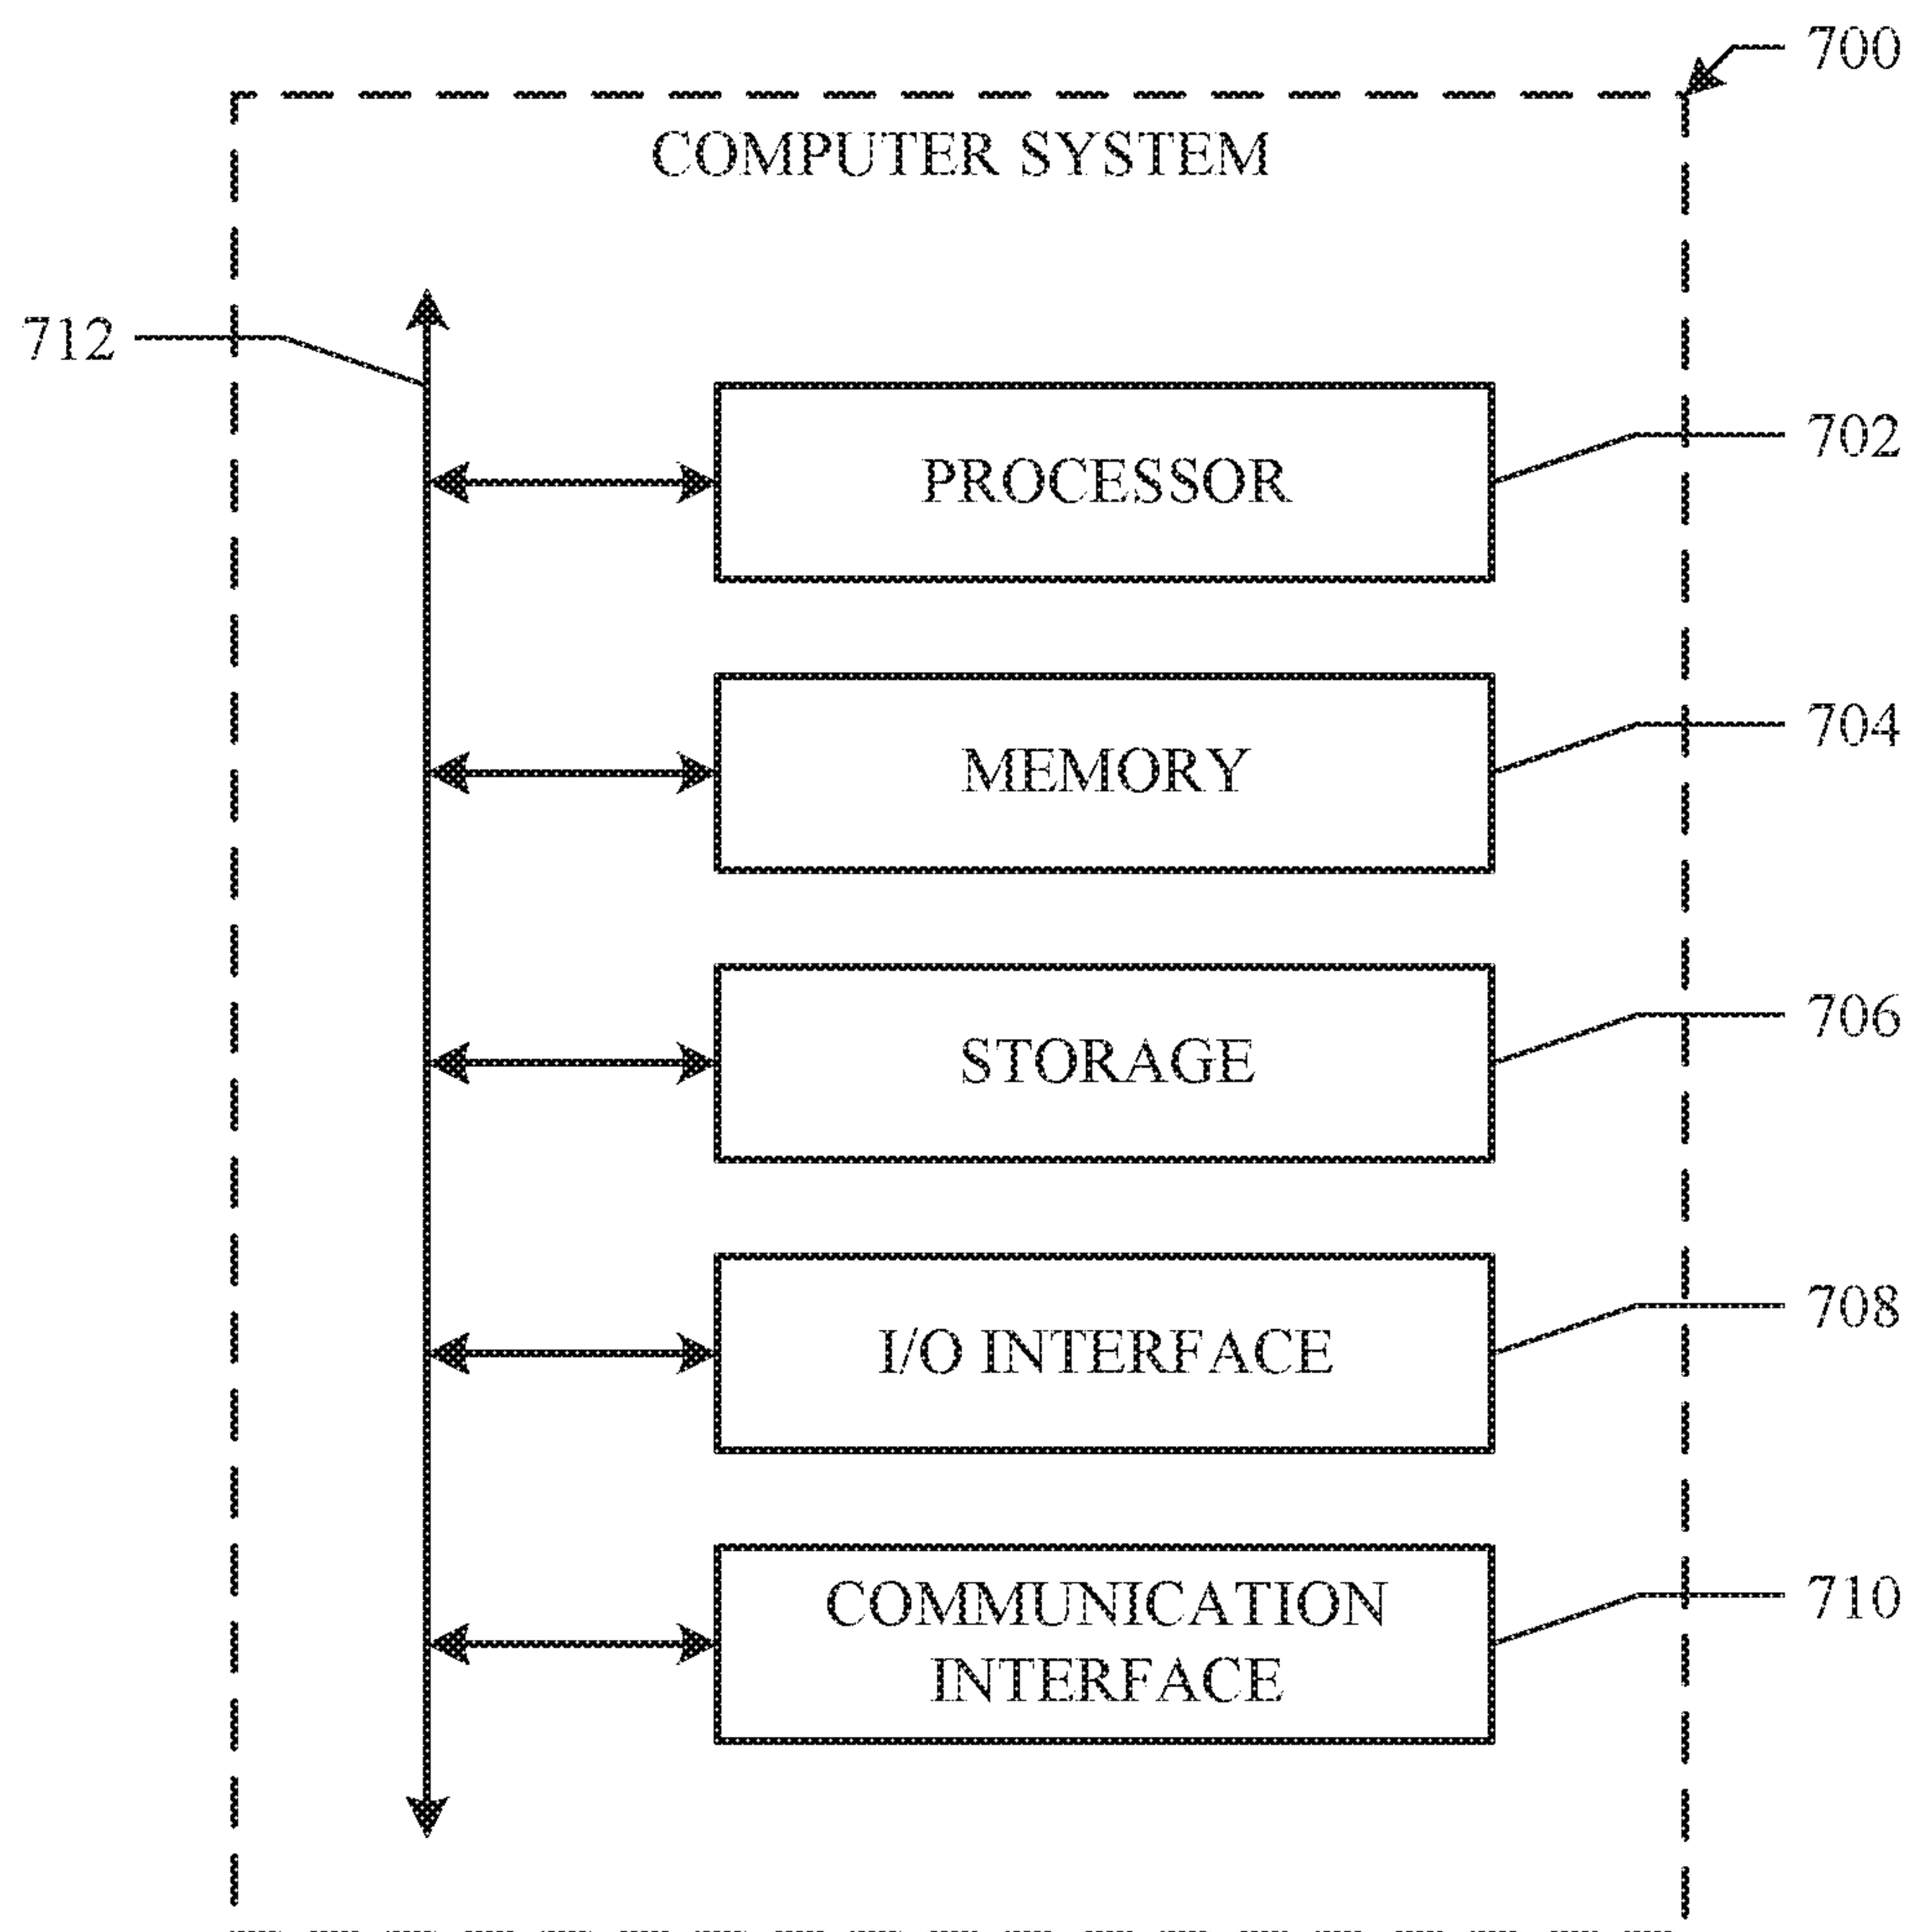 700
COMPUTER SYSTEM
712
702
PROCESSOR
704
MEMORY
706
STORAGE
708
I/O INTERFACE
710
COMMUNICATION
INTERFACE